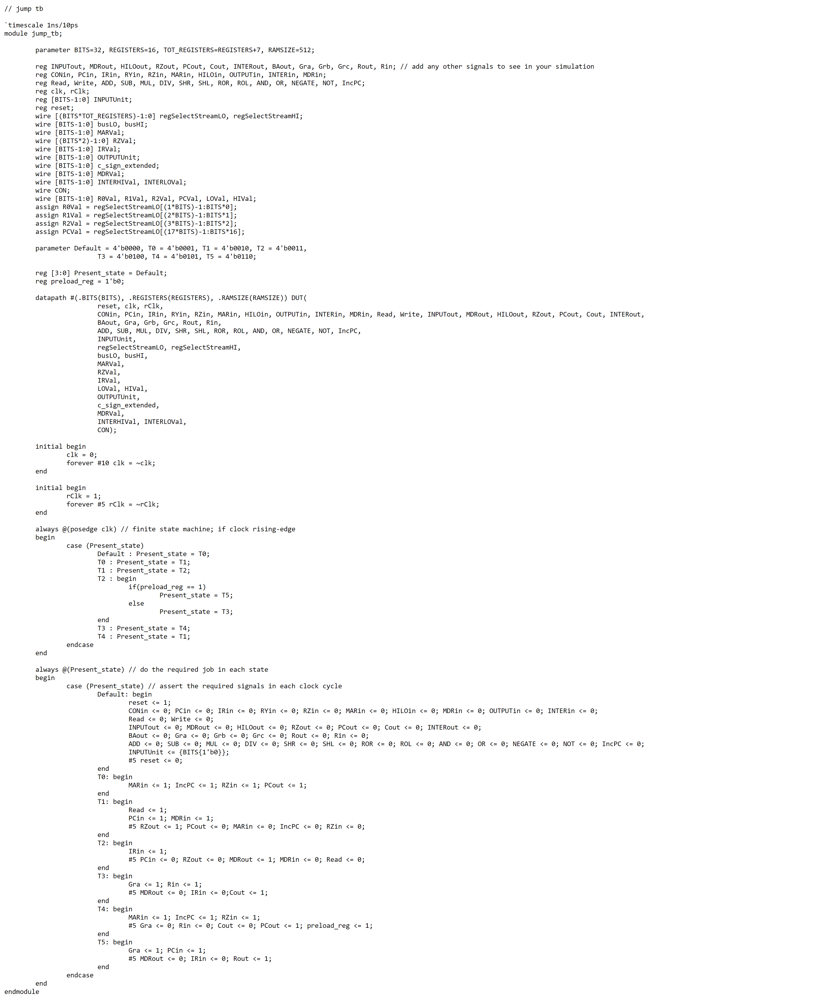 // jump tb
`timescale 1ns/10ps
module jump_tb;
parameter BITS=32, REGISTERS=16, TOT_REGISTERS=REGISTERS+7, RAMSIZE=512;
reg INPUTout, MDRout, HILOout, RZout, PCout, Cout, INTERout, BAout, Gra, Grb, Grc, Rout, Rin; // add any other signals to see in your simulation
reg CONin, PCin, IRin, RYin, RZin, MARin, HILOin, OUTPUTin, INTERin, MDRin;
reg Read, Write, ADD, SUB, MUL, DIV, SHR, SHL, ROR, ROL, AND, OR, NEGATE, NOT, IncPC;
reg clk, rClk;
reg [BITS-1:0] INPUTUnit;
reg reset;
wire [(BITS*TOT_REGISTERS)-1:0] regSelectStreamLO, regSelectStreamHI;
wire [BITS-1:0] busLO, busHI;
wire [BITS-1:0] MARVal;
wire [(BITS*2)-1:0] RZVal;
wire [BITS-1:0] IRVal;
wire [BITS-1:0] OUTPUTUnit;
wire [BITS-1:0] c_sign_extended;
wire [BITS-1:0] MDRVal;
wire [BITS-1:0] INTERHIVal, INTERLOVal;
wire CON;
wire [BITS-1:0] R0Val, R1Val, R2Val, PCVal, LOVal, HIVal;
assign R0Val = regSelectStreamLO[(1*BITS)-1:BITS*0];
assign R1Val = regSelectStreamLO[(2*BITS)-1:BITS*1];
assign R2Val = regSelectStreamLO[(3*BITS)-1:BITS*2];
assign PCVal = regSelectStreamLO[(17*BITS)-1:BITS*16];
parameter Default = 4'b0000, T0 = 4'b0001, T1 = 4'b0010, T2 = 4'b0011,
T3 = 4'b0100, T4 = 4'b0101, T5 = 4'b0110;
reg [3:0] Present_state = Default;
reg preload_reg = 1'b0;
datapath #(.BITS(BITS), .REGISTERS(REGISTERS), .RAMSIZE(RAMSIZE)) DUT(
reset, clk, rClk,
CONin, PCin, IRin, RYin, RZin, MARin, HILOin, OUTPUTin, INTERin, MDRin, Read, Write, INPUTout, MDRout, HILOout, RZout, PCout, Cout, INTERout,
BAout, Gra, Grb, Grc, Rout, Rin,
ADD, SUB, MUL, DIV, SHR, SHL, ROR, ROL, AND, OR, NEGATE, NOT, IncPC,
INPUTUnit,
regSelectStreamLO, regSelectStreamHI,
busLO, busHI,
MARVal,
RZVal,
IRVal,
LOVal, HIVal,
OUTPUTUnit,
c_sign_extended,
MDRVal,
INTERHIVal, INTERLOVal,
CON);
initial begin
clk = 0;
forever #10 clk = ~clk;
end
initial begin
rClk = 1;
forever #5 rClk = ~rClk;
end
always @(posedge clk) // finite state machine; if clock rising-edge
begin
case (Present_state)
Default : Present_state = T0;
T0 : Present_state = T1;
T1 : Present_state = T2;
T2 : begin
if(preload_reg == 1)
Present_state = T5;
else
Present_state = T3;
end
T3 : Present_state = T4;
T4 : Present_state = T1;
endcase
end
always @(Present_state) // do the required job in each state
begin
case (Present_state) // assert the required signals in each clock cycle
Default: begin
reset <= 1;
CONin <= 0; PCin <= 0; IRin <= 0; RYin <= 0; RZin <= 0; MARin <= 0; HILOin <= 0; MDRin <= 0; OUTPUTin <= 0; INTERin <= 0;
Read <= 0; Write <= 0;
INPUTout <= 0; MDRout <= 0; HILOout <= 0; RZout <= 0; PCout <= 0; Cout <= 0; INTERout <= 0;
BAout <= 0; Gra <= 0; Grb <= 0; Grc <= 0; Rout <= 0; Rin <= 0;
ADD <= 0; SUB <= 0; MUL <= 0; DIV <= 0; SHR <= 0; SHL <= 0; ROR <= 0; ROL <= 0; AND <= 0; OR <= 0; NEGATE <= 0; NOT <= 0; IncPC <= 0;
INPUTUnit <= {BITS{1'b0}};
#5 reset <= 0;
end
T0: begin
MARin <= 1; IncPC <= 1; RZin <= 1; PCout <= 1;
end
T1: begin
Read <= 1;
PCin <= 1; MDRin <= 1;
#5 RZout <= 1; PCout <= 0; MARin <= 0; IncPC <= 0; RZin <= 0;
end
T2: begin
IRin <= 1;
#5 PCin <= 0; RZout <= 0; MDRout <= 1; MDRin <= 0; Read <= 0;
end
T3: begin
Gra <= 1; Rin <= 1;
#5 MDRout <= 0; IRin <= 0;Cout <= 1;
end
T4: begin
MARin <= 1; IncPC <= 1; RZin <= 1;
#5 Gra <= 0; Rin <= 0; Cout <= 0; PCout <= 1; preload_reg <= 1;
end
T5: begin
Gra <= 1; PCin <= 1;
#5 MDRout <= 0; IRin <= 0; Rout <= 1;
end
endcase
end
endmodule